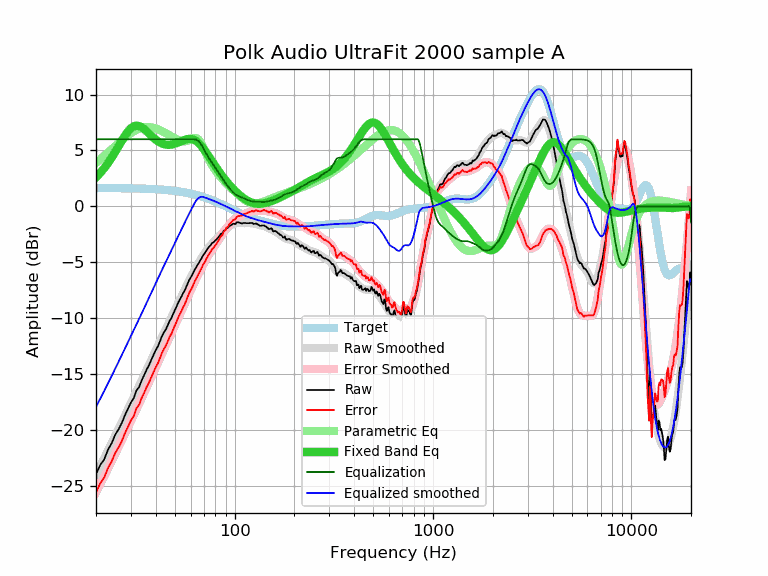 Polk Audio UltraFit 2000 sample A
10
5
0
−5
−10
−15
−20
−25
Amplitude (dBr)
Target
Raw Smoothed
Error Smoothed
Raw
Error
Parametric Eq
Fixed Band Eq
Equalization
Equalized smoothed
100
1000
10000
Frequency (Hz)